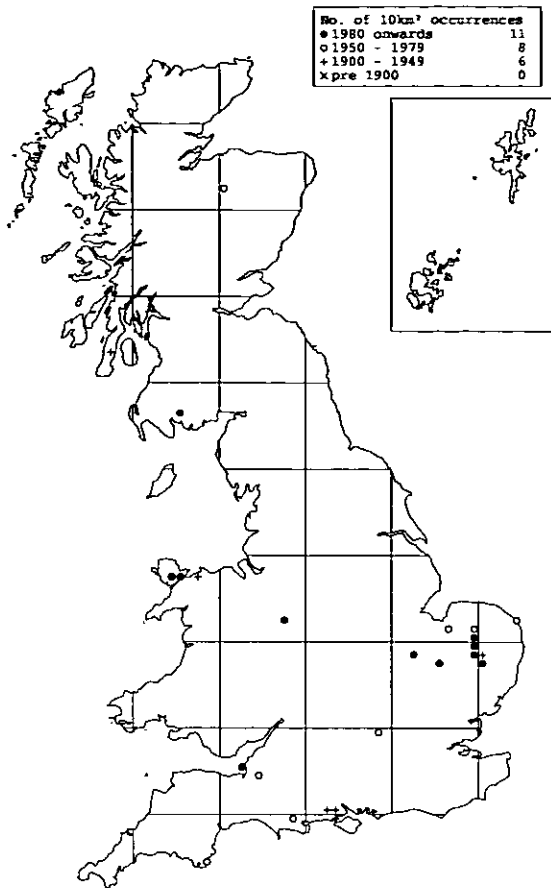 No. of 10km² occurrences
● 1980 onwards 11
○ 1950 - 1979 8
+ 1900 - 1949 6
x pre 1900 0